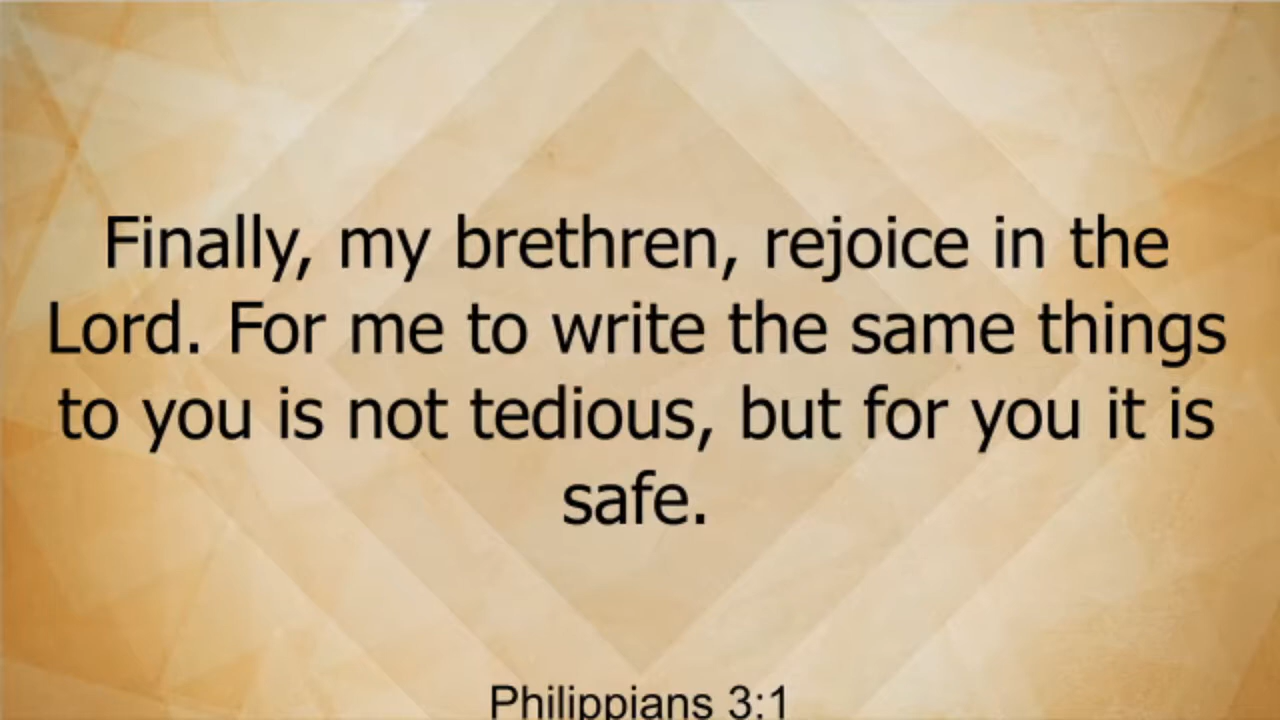 Finally, my brethren, rejoice in the
Lord. For me to write the same things
to you is not tedious, but for you it is
safe.
Philippians 3:1